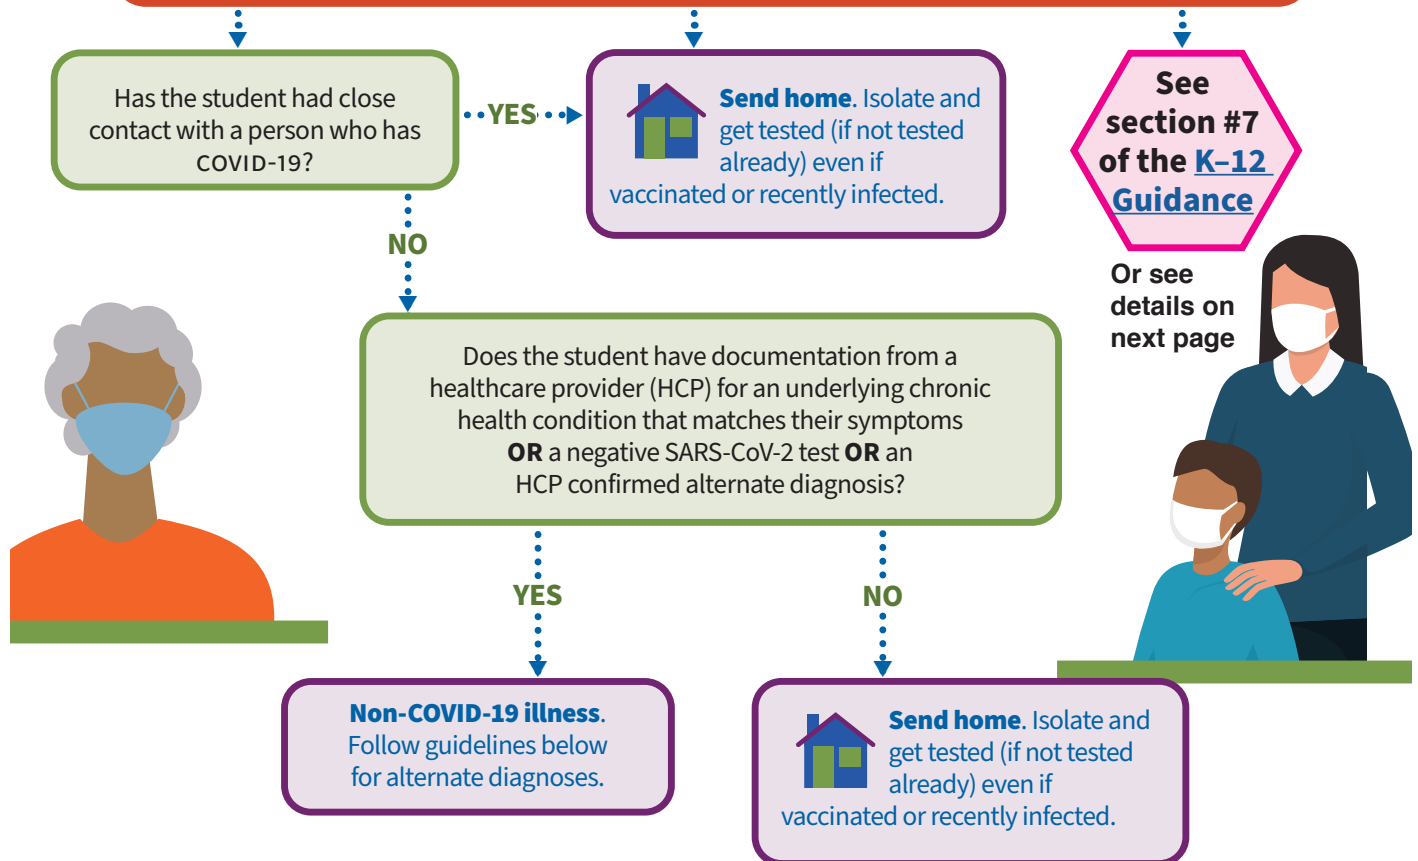 Has the student had close
contact with a person who has
COVID-19?
YES
Send home. Isolate and
get tested (if not tested
already) even if
vaccinated or recently infected.
See
section #7
of the K–12
Guidance
Or see
details on
next page
NO
Does the student have documentation from a
healthcare provider (HCP) for an underlying chronic
health condition that matches their symptoms
OR a negative SARS-CoV-2 test OR an
HCP confirmed alternate diagnosis?
YES
NO
Non-COVID-19 illness.
Follow guidelines below
for alternate diagnoses.
Send home. Isolate and
get tested (if not tested
already) even if
vaccinated or recently infected.